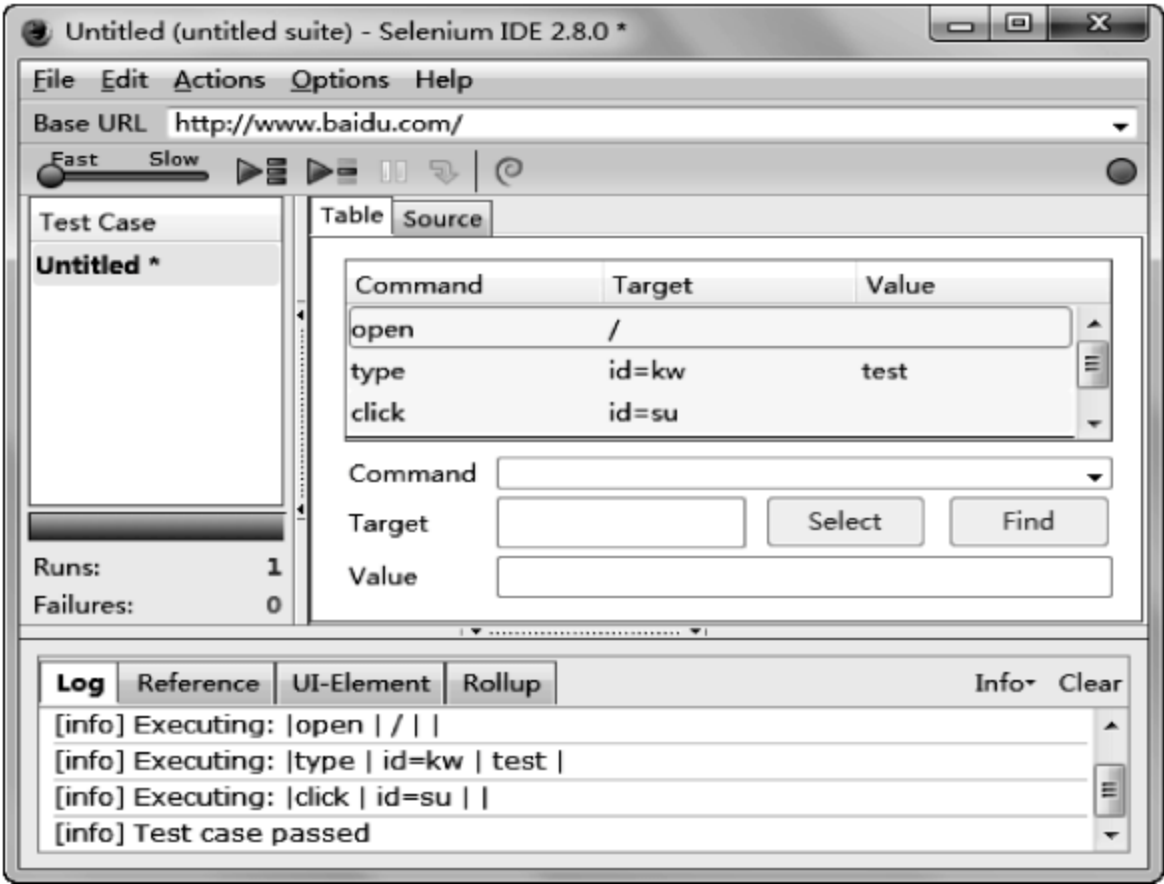 Untitled (untitled suite) - Selenium IDE 2.8.0 *
File Edit Actions Options Help
Base URL http://www.baidu.com/
Fast Slow
Test Case
Untitled *
Runs: 1
Failures: 0
Table Source
Command Target Value
open /
type id=kw test
click id=su
Command
Target Select Find
Value
Log Reference UI-Element Rollup Info Clear
[info] Executing: |open | / | |
[info] Executing: |type | id=kw | test |
[info] Executing: |click | id=su | |
[info] Test case passed